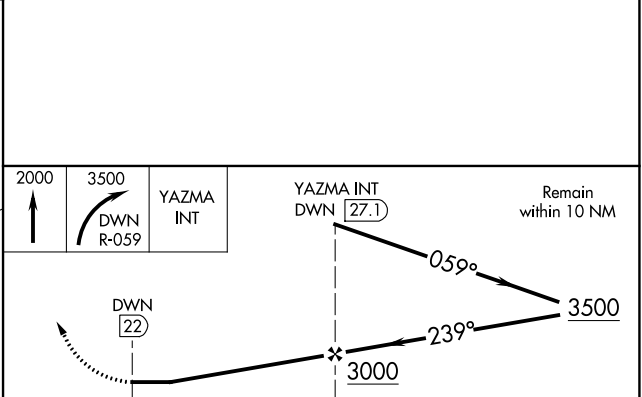 2000
3500
DWN
R-059
YAZMA
INT
YAZMA INT
DWN 27.1
Remain
within 10 NM
059°
3500
239°
3000
DWN
22